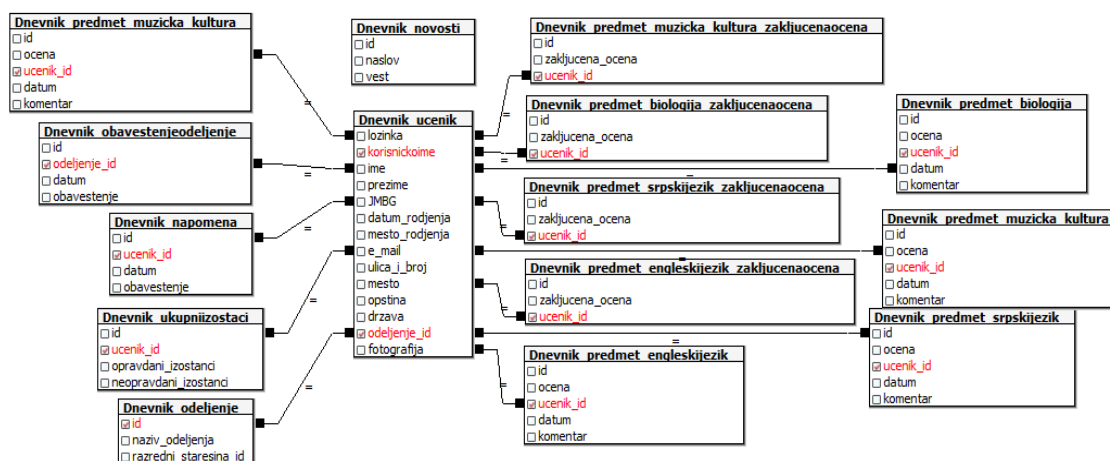 Dnevnik_predmet_muzicka_kultura
id
ocena
ucenik_id
datum
komentar
Dnevnik_obavestenjeodeljenje
id
odeljenje_id
datum
obavestenje
Dnevnik_napomena
id
ucenik_id
datum
obavestenje
Dnevnik_ukupniizostaci
id
ucenik_id
opravdani_izostanci
neopravdani_izostanci
Dnevnik_odeljenje
id
naziv_odeljenja
razredni_staresina_id
Dnevnik_novosti
id
naslov
vest
Dnevnik_ucenik
lozinka
korisnickoime
ime
prezime
JMBG
datum_rodjenja
mesto_rodjenja
e_mail
ulica_i_broj
mesto
opstina
drzava
odeljenje_id
fotografija
Dnevnik_predmet_muzicka_kultura_zakljucenaocena
id
zakljucena_ocena
ucenik_id
Dnevnik_predmet_biologija_zakljucenaocena
id
zakljucena_ocena
ucenik_id
Dnevnik_predmet_srpskijezik_zakljucenaocena
id
zakljucena_ocena
ucenik_id
Dnevnik_predmet_engleskijezik_zakljucenaocena
id
zakljucena_ocena
ucenik_id
Dnevnik_predmet_engleskijezik
id
ocena
ucenik_id
datum
komentar
Dnevnik_predmet_biologija
id
ocena
ucenik_id
datum
komentar
Dnevnik_predmet_muzicka_kultura
id
ocena
ucenik_id
datum
komentar
Dnevnik_predmet_srpskijezik
id
ocena
ucenik_id
datum
komentar
=
=
=
=
=
=
=
=
=
=
=